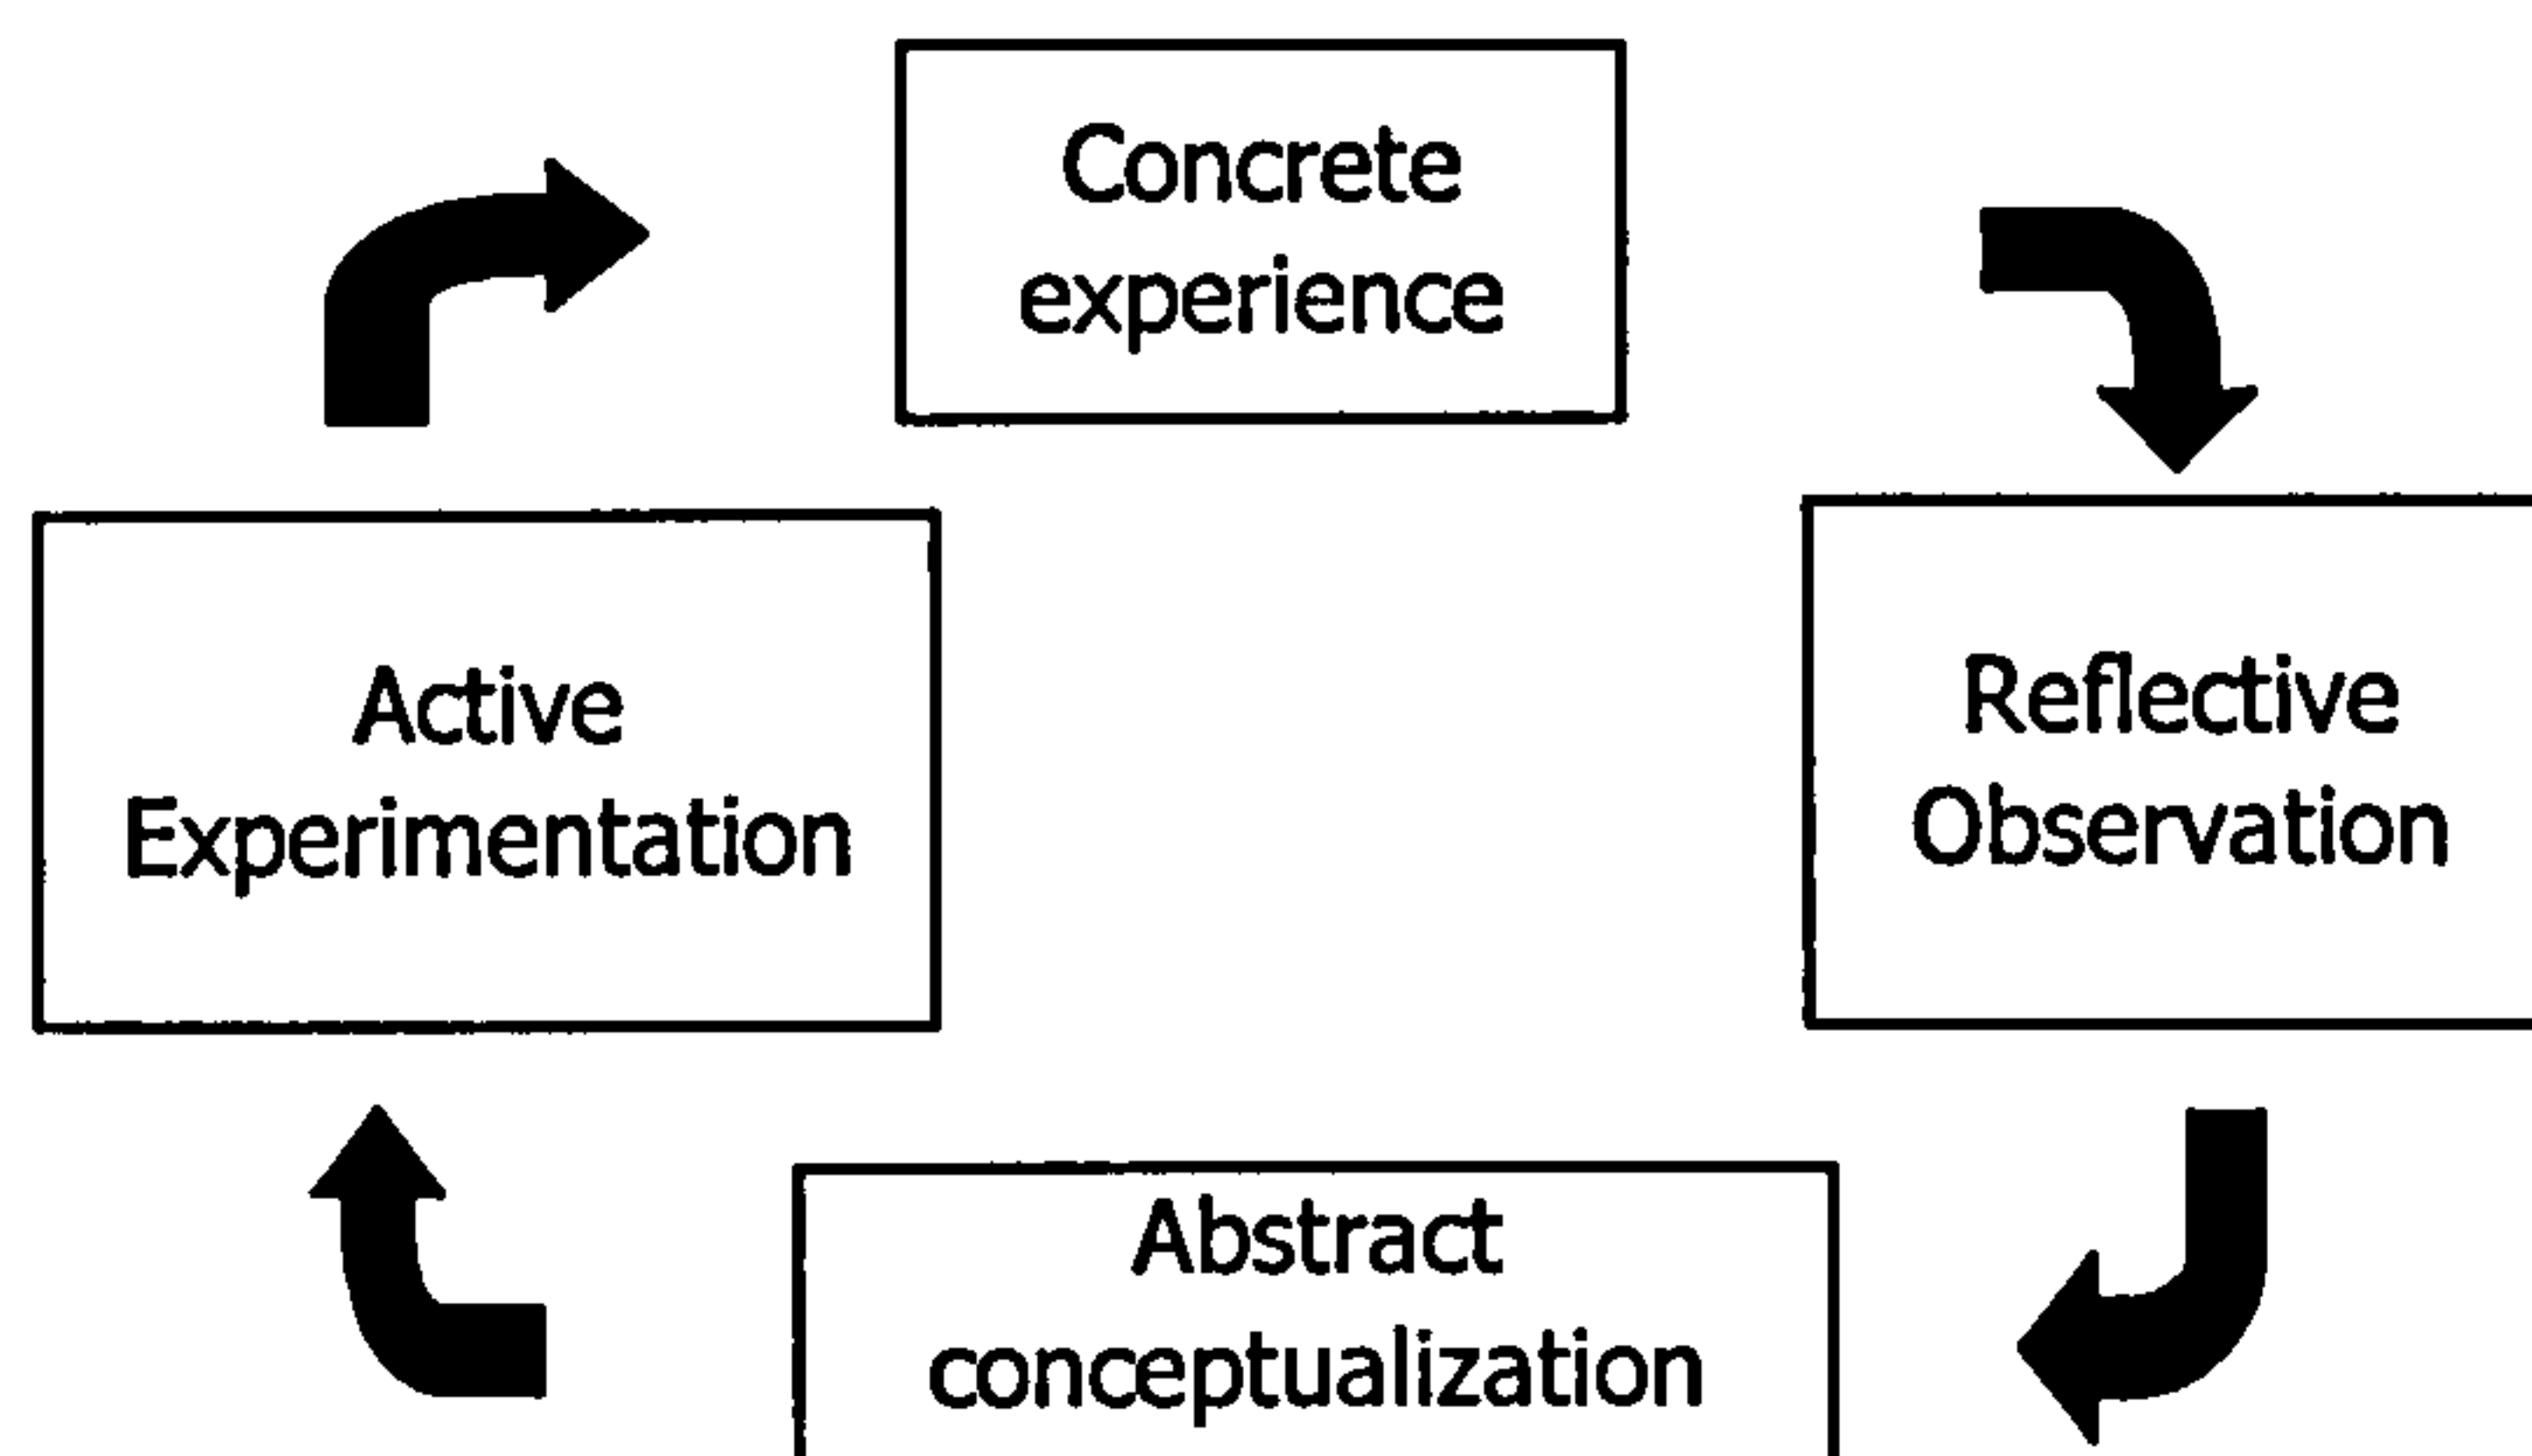 Concrete
experience
Active
Experimentation
Reflective
Observation
Abstract
conceptualization